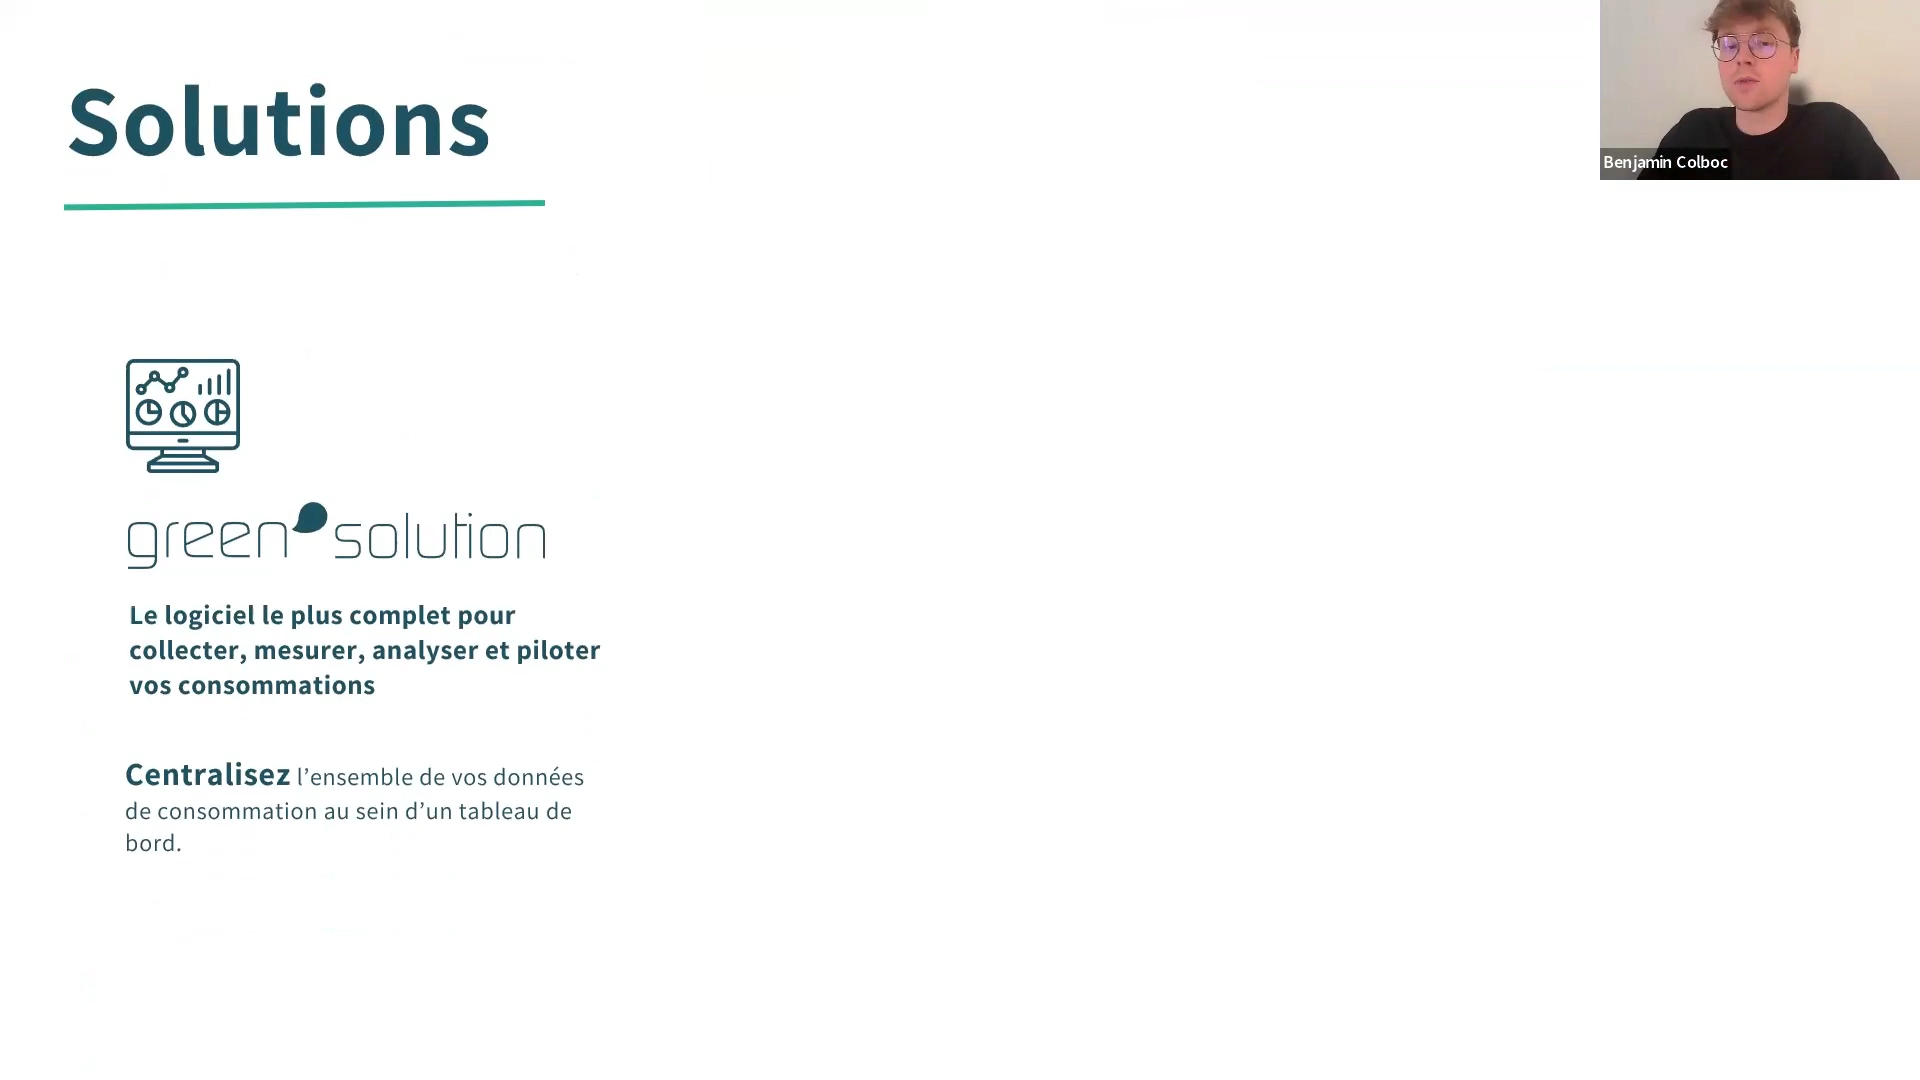 Solutions
Benjamin Colboc
green solution
Le logiciel le plus complet pour
collecter, mesurer, analyser et piloter
vos consommations
Centralisez l’ensemble de vos données
de consommation au sein d’un tableau de
bord.